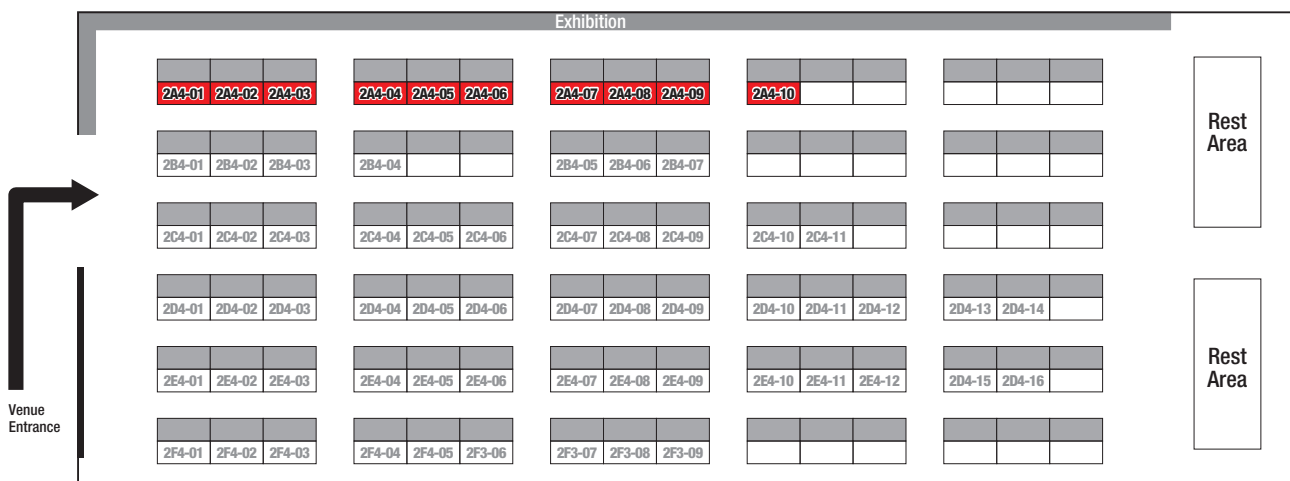 Exhibition
2A4-01 2A4-02 2A4-03 2A4-04 2A4-05 2A4-06 2A4-07 2A4-08 2A4-09 2A4-10
Rest
Area
2B4-01 2B4-02 2B4-03 2B4-04 2B4-05 2B4-06 2B4-07
2C4-01 2C4-02 2C4-03 2C4-04 2C4-05 2C4-06 2C4-07 2C4-08 2C4-09 2C4-10 2C4-11
2D4-01 2D4-02 2D4-03 2D4-04 2D4-05 2D4-06 2D4-07 2D4-08 2D4-09 2D4-10 2D4-11 2D4-12 2D4-13 2D4-14
Rest
Area
2E4-01 2E4-02 2E4-03 2E4-04 2E4-05 2E4-06 2E4-07 2E4-08 2E4-09 2E4-10 2E4-11 2E4-12 2D4-15 2D4-16
Venue
Entrance
2F4-01 2F4-02 2F4-03 2F4-04 2F4-05 2F3-06 2F3-07 2F3-08 2F3-09